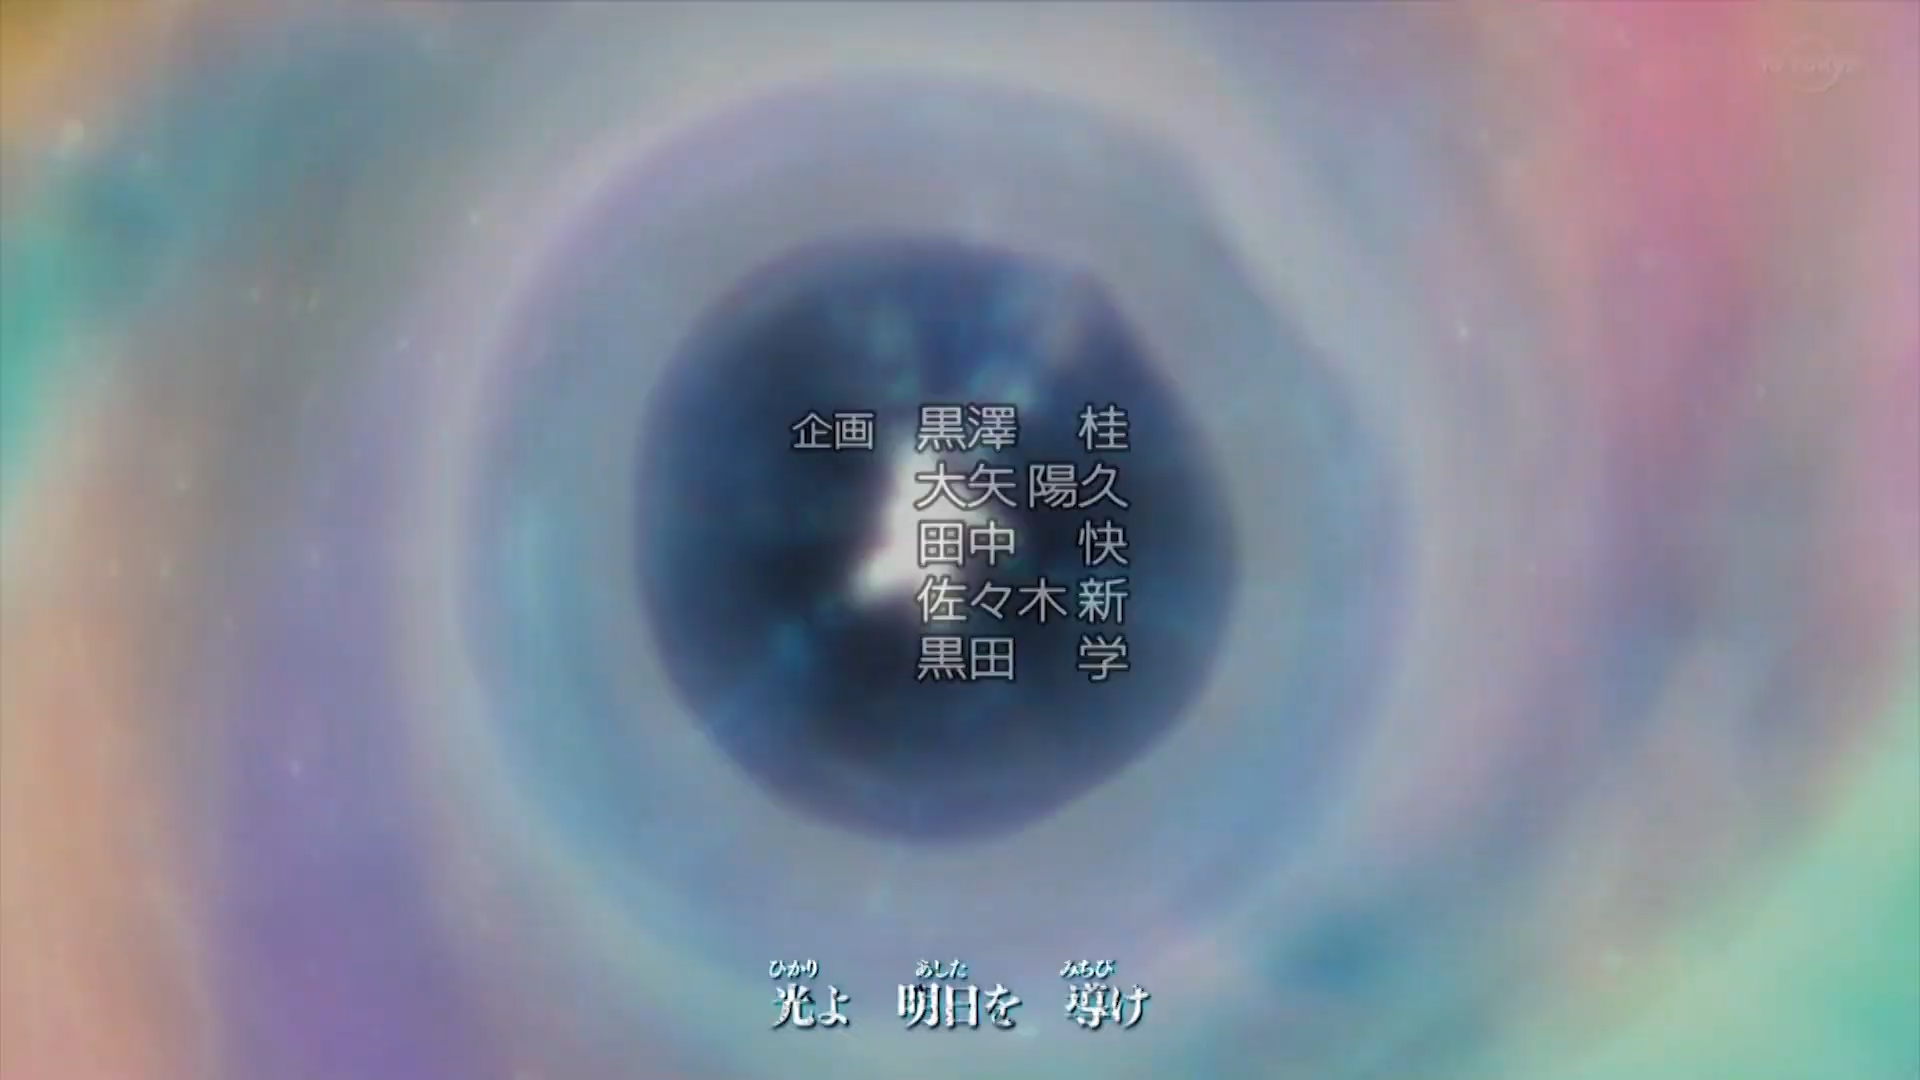 企画 黒澤 桂
大矢陽久
田中 快
佐々木新
黒田 学
ひかり あした みちび
光よ 明日を 導け